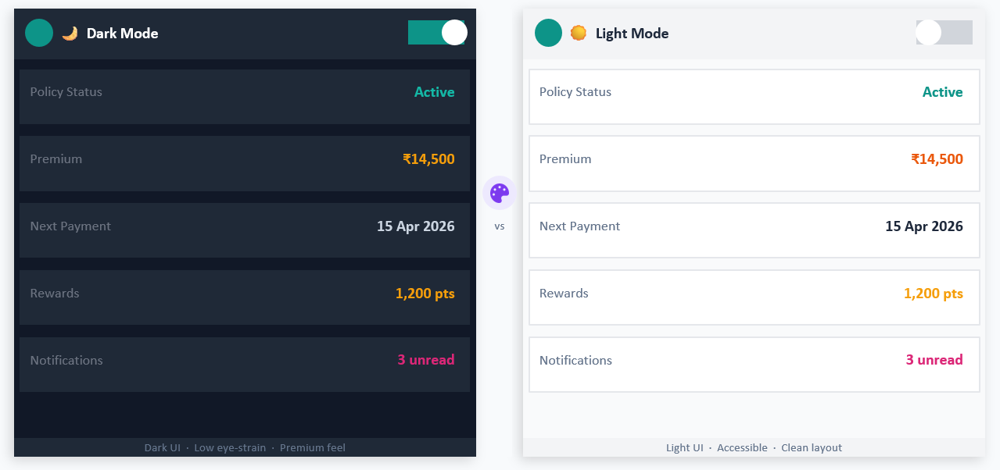 Dark Mode
Policy Status Active
Premium ₹14,500
Next Payment 15 Apr 2026
Rewards 1,200 pts
Notifications 3 unread
Dark UI · Low eye-strain · Premium feel
vs
Light Mode
Policy Status Active
Premium ₹14,500
Next Payment 15 Apr 2026
Rewards 1,200 pts
Notifications 3 unread
Light UI · Accessible · Clean layout